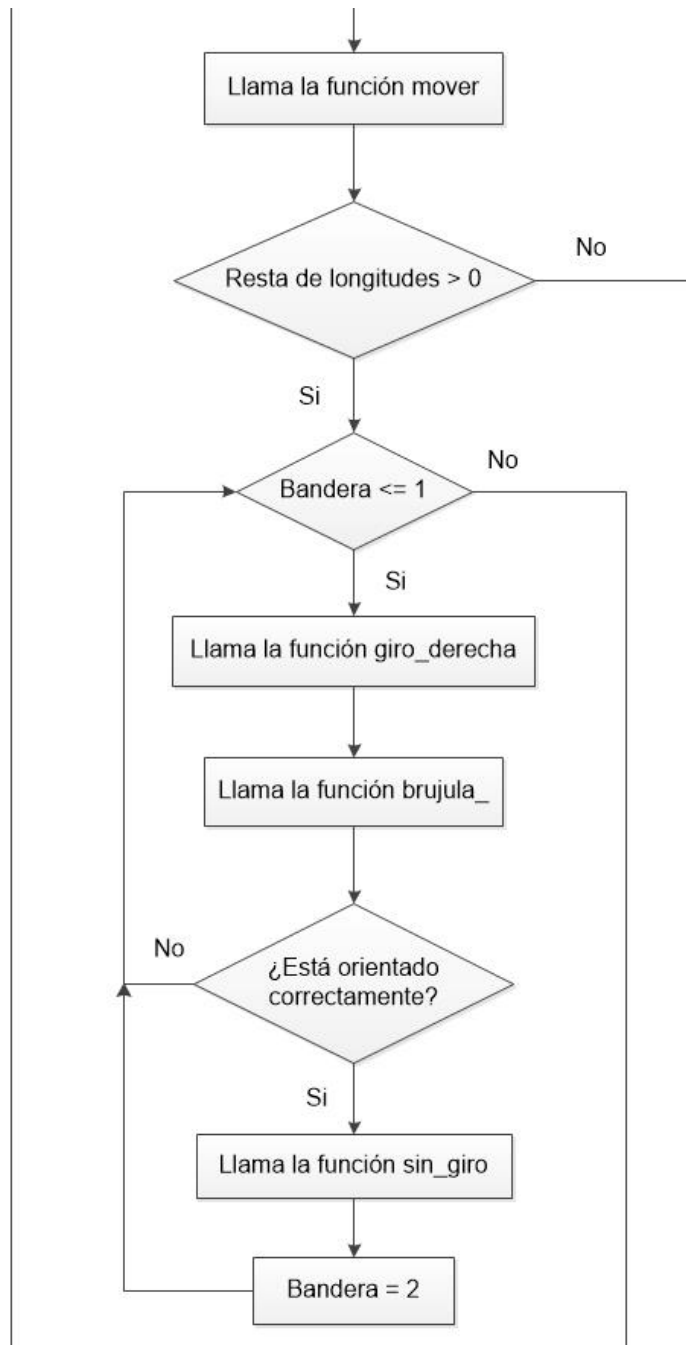 Llama la función mover
No
Resta de longitudes > 0
Si
No
Bandera <= 1
Si
Llama la función giro_derecha
Llama la función brujula_
No
¿Está orientado
correctamente?
Si
Llama la función sin_giro
Bandera = 2